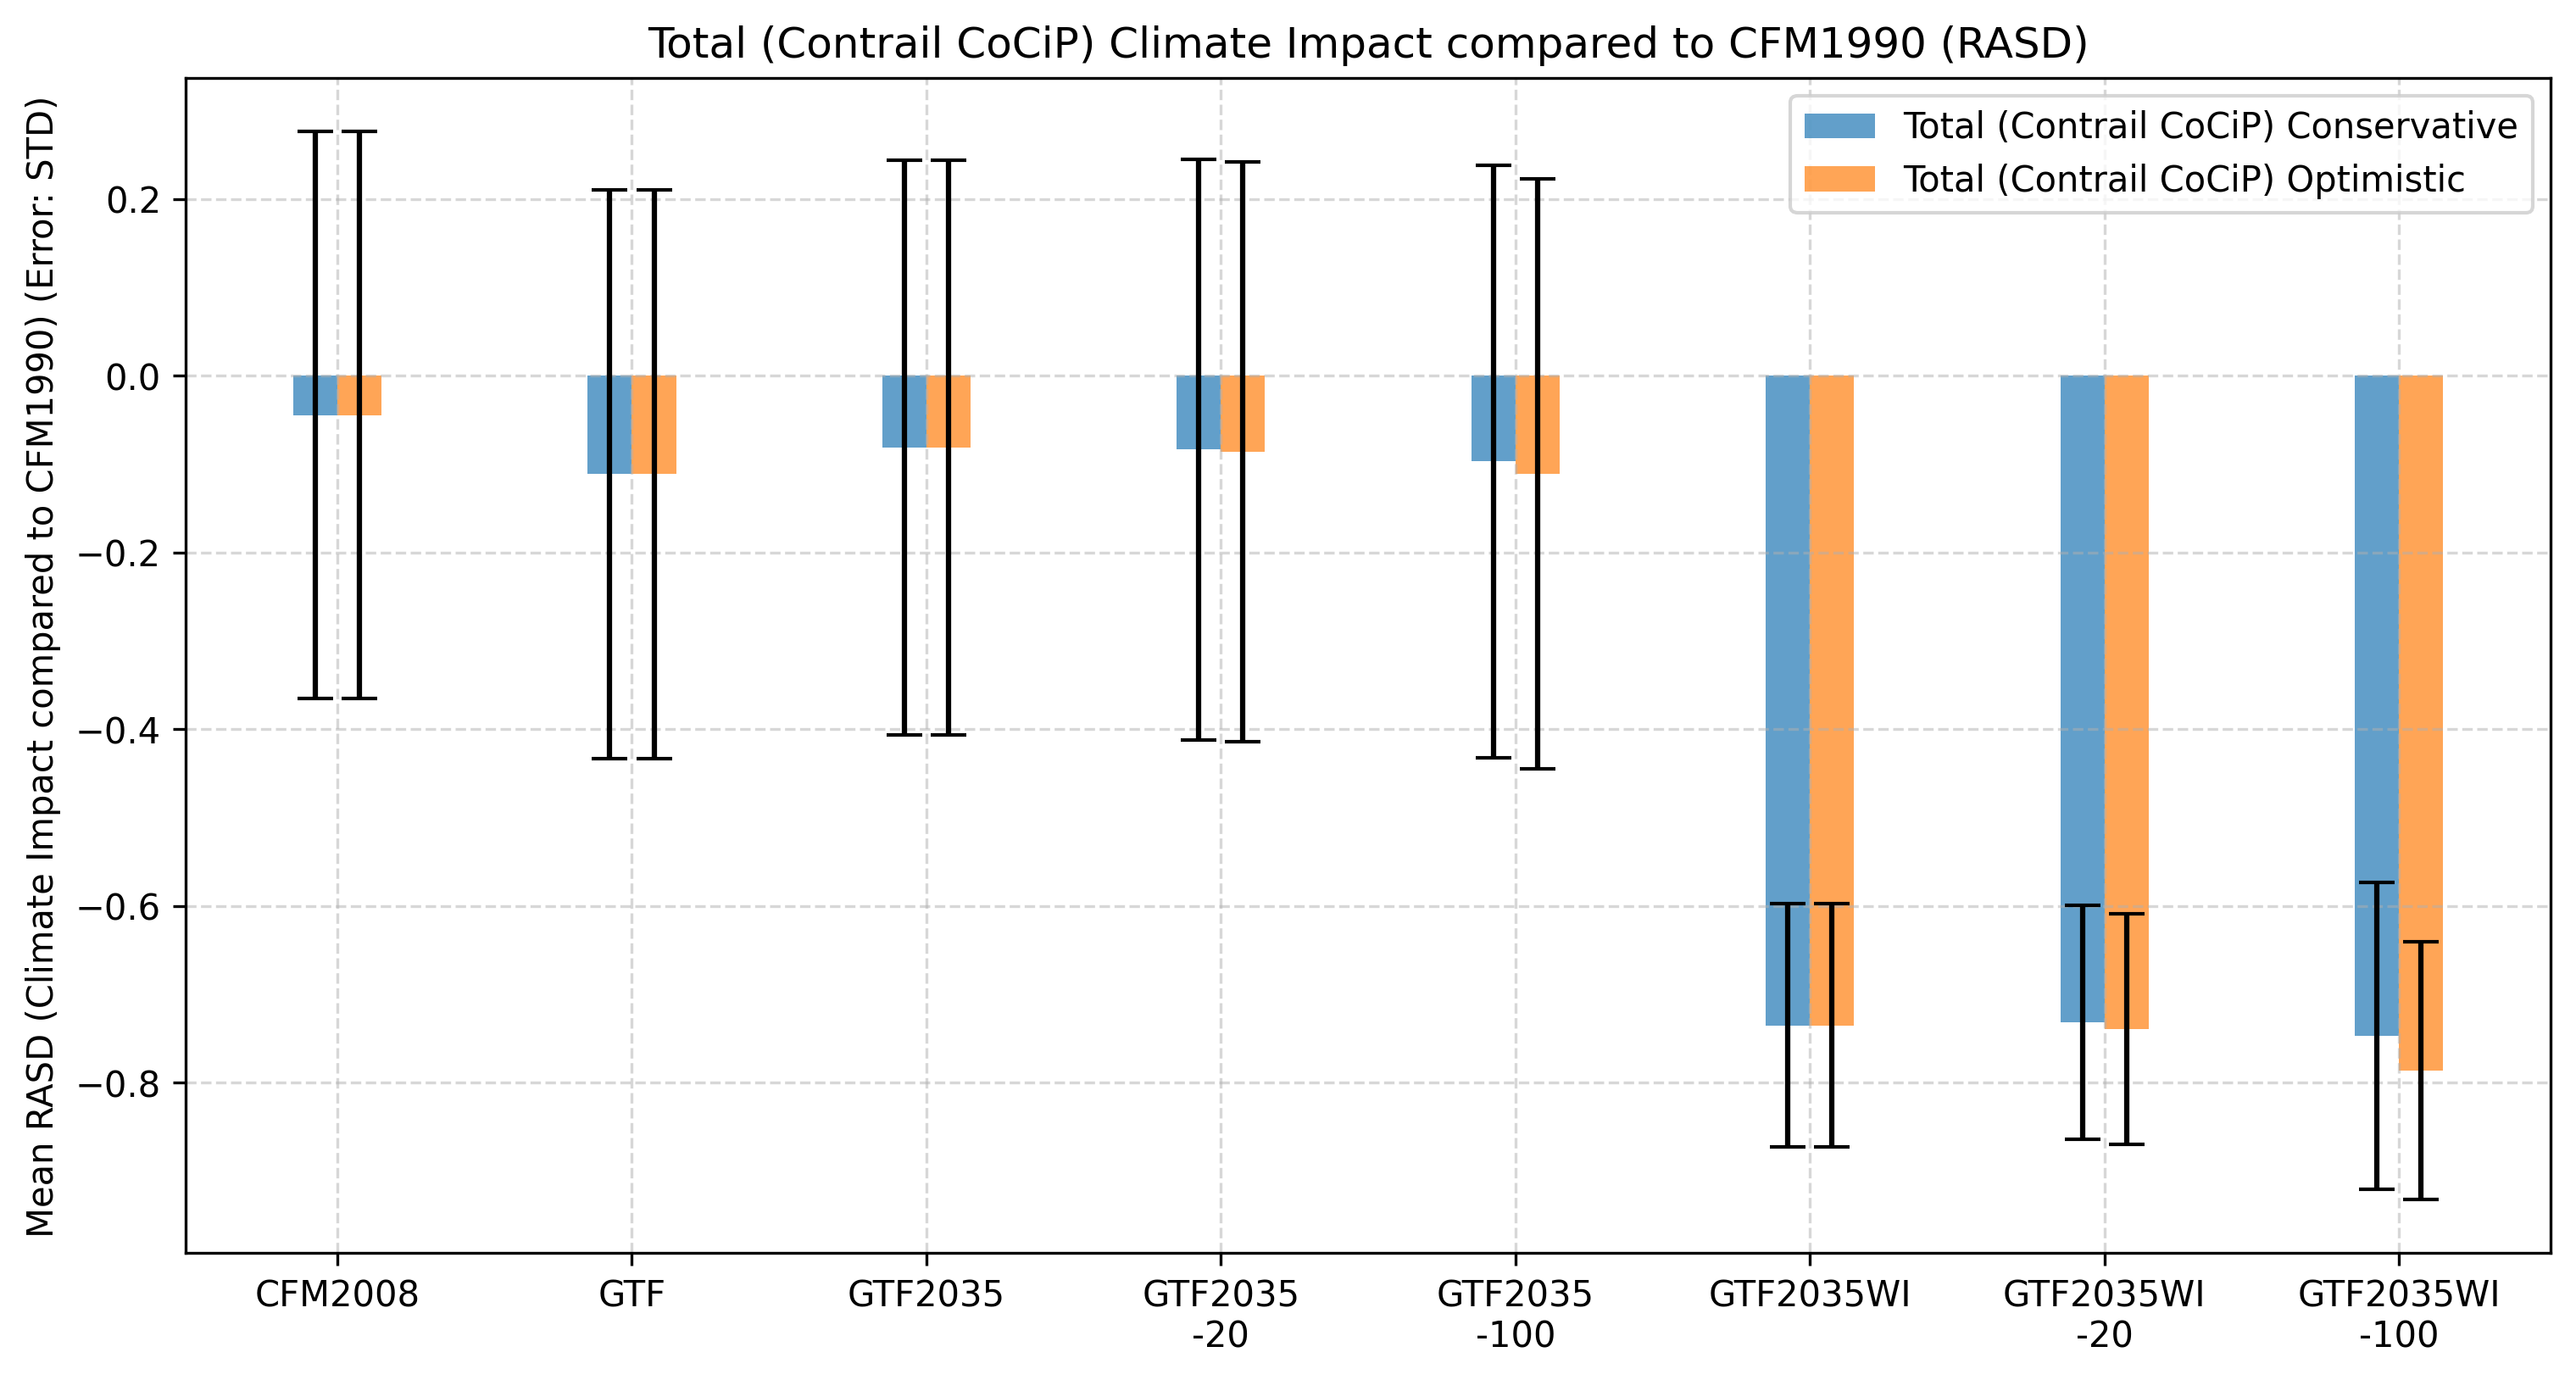 Total (Contrail CoCiP) Climate Impact compared to CFM1990 (RASD)
Mean RASD (Climate Impact compared to CFM1990) (Error: STD)
Total (Contrail CoCiP) Conservative
Total (Contrail CoCiP) Optimistic
0.2
0.0
−0.2
−0.4
−0.6
−0.8
CFM2008
GTF
GTF2035
GTF2035
-20
GTF2035
-100
GTF2035WI
GTF2035WI
-20
GTF2035WI
-100